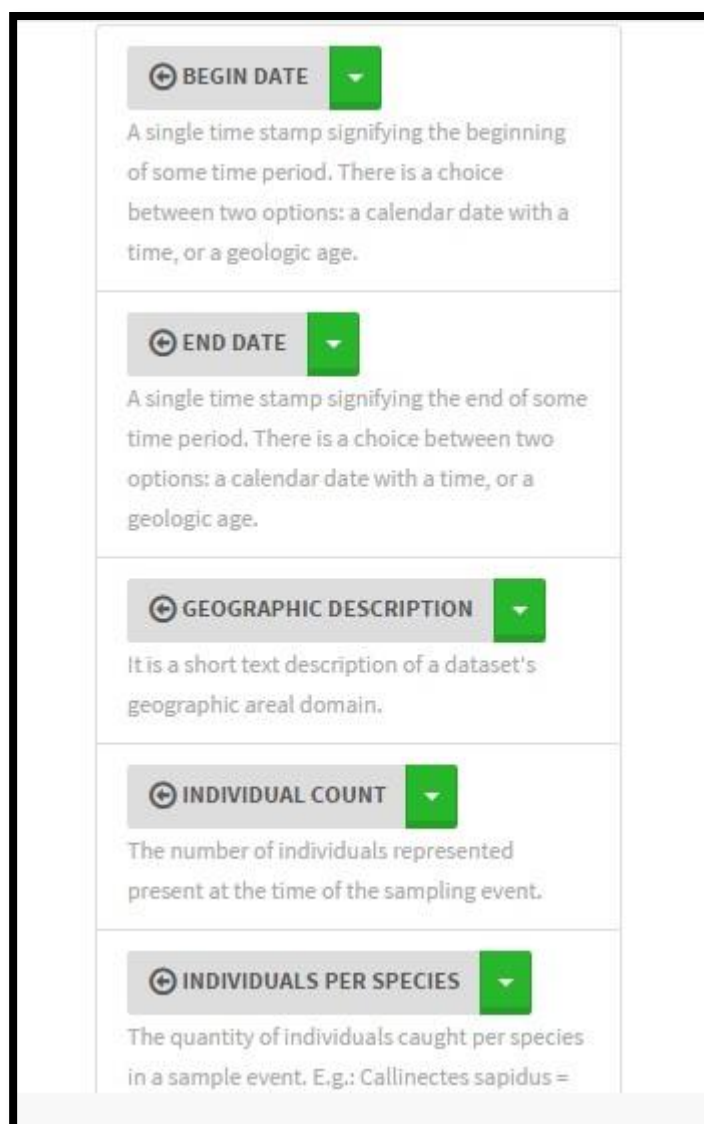 BEGIN DATE
A single time stamp signifying the beginning
of some time period. There is a choice
between two options: a calendar date with a
time, or a geologic age.
END DATE
A single time stamp signifying the end of some
time period. There is a choice between two
options: a calendar date with a time, or a
geologic age.
GEOGRAPHIC DESCRIPTION
It is a short text description of a dataset's
geographic areal domain.
INDIVIDUAL COUNT
The number of individuals represented
present at the time of the sampling event.
INDIVIDUALS PER SPECIES
The quantity of individuals caught per species
in a sample event. E.g.: Callinectes sapidus =